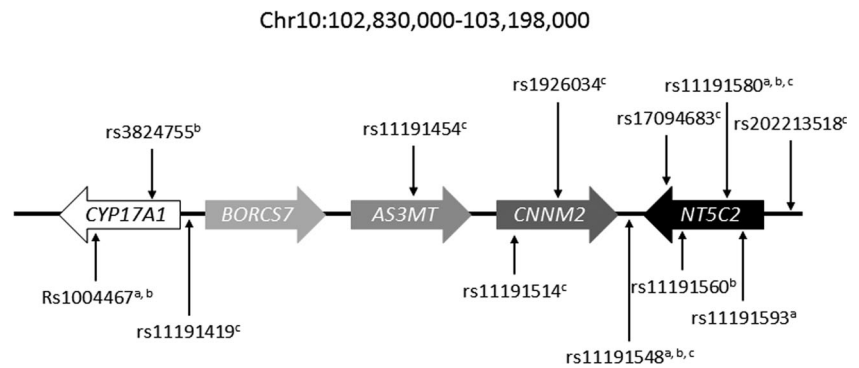 Chr10:102,830,000-103,198,000
rs1926034ᶜ
rs11191580ᵃ, ᵇ, ᶜ
rs3824755ᵇ
rs11191454ᶜ
rs17094683ᶜ
rs202213518ᶜ
CYP17A1
BORCS7
AS3MT
CNNM2
NT5C2
Rs1004467ᵃ, ᵇ
rs11191419ᶜ
rs11191514ᶜ
rs11191560ᵇ
rs11191593ᵃ
rs11191548ᵃ, ᵇ, ᶜ